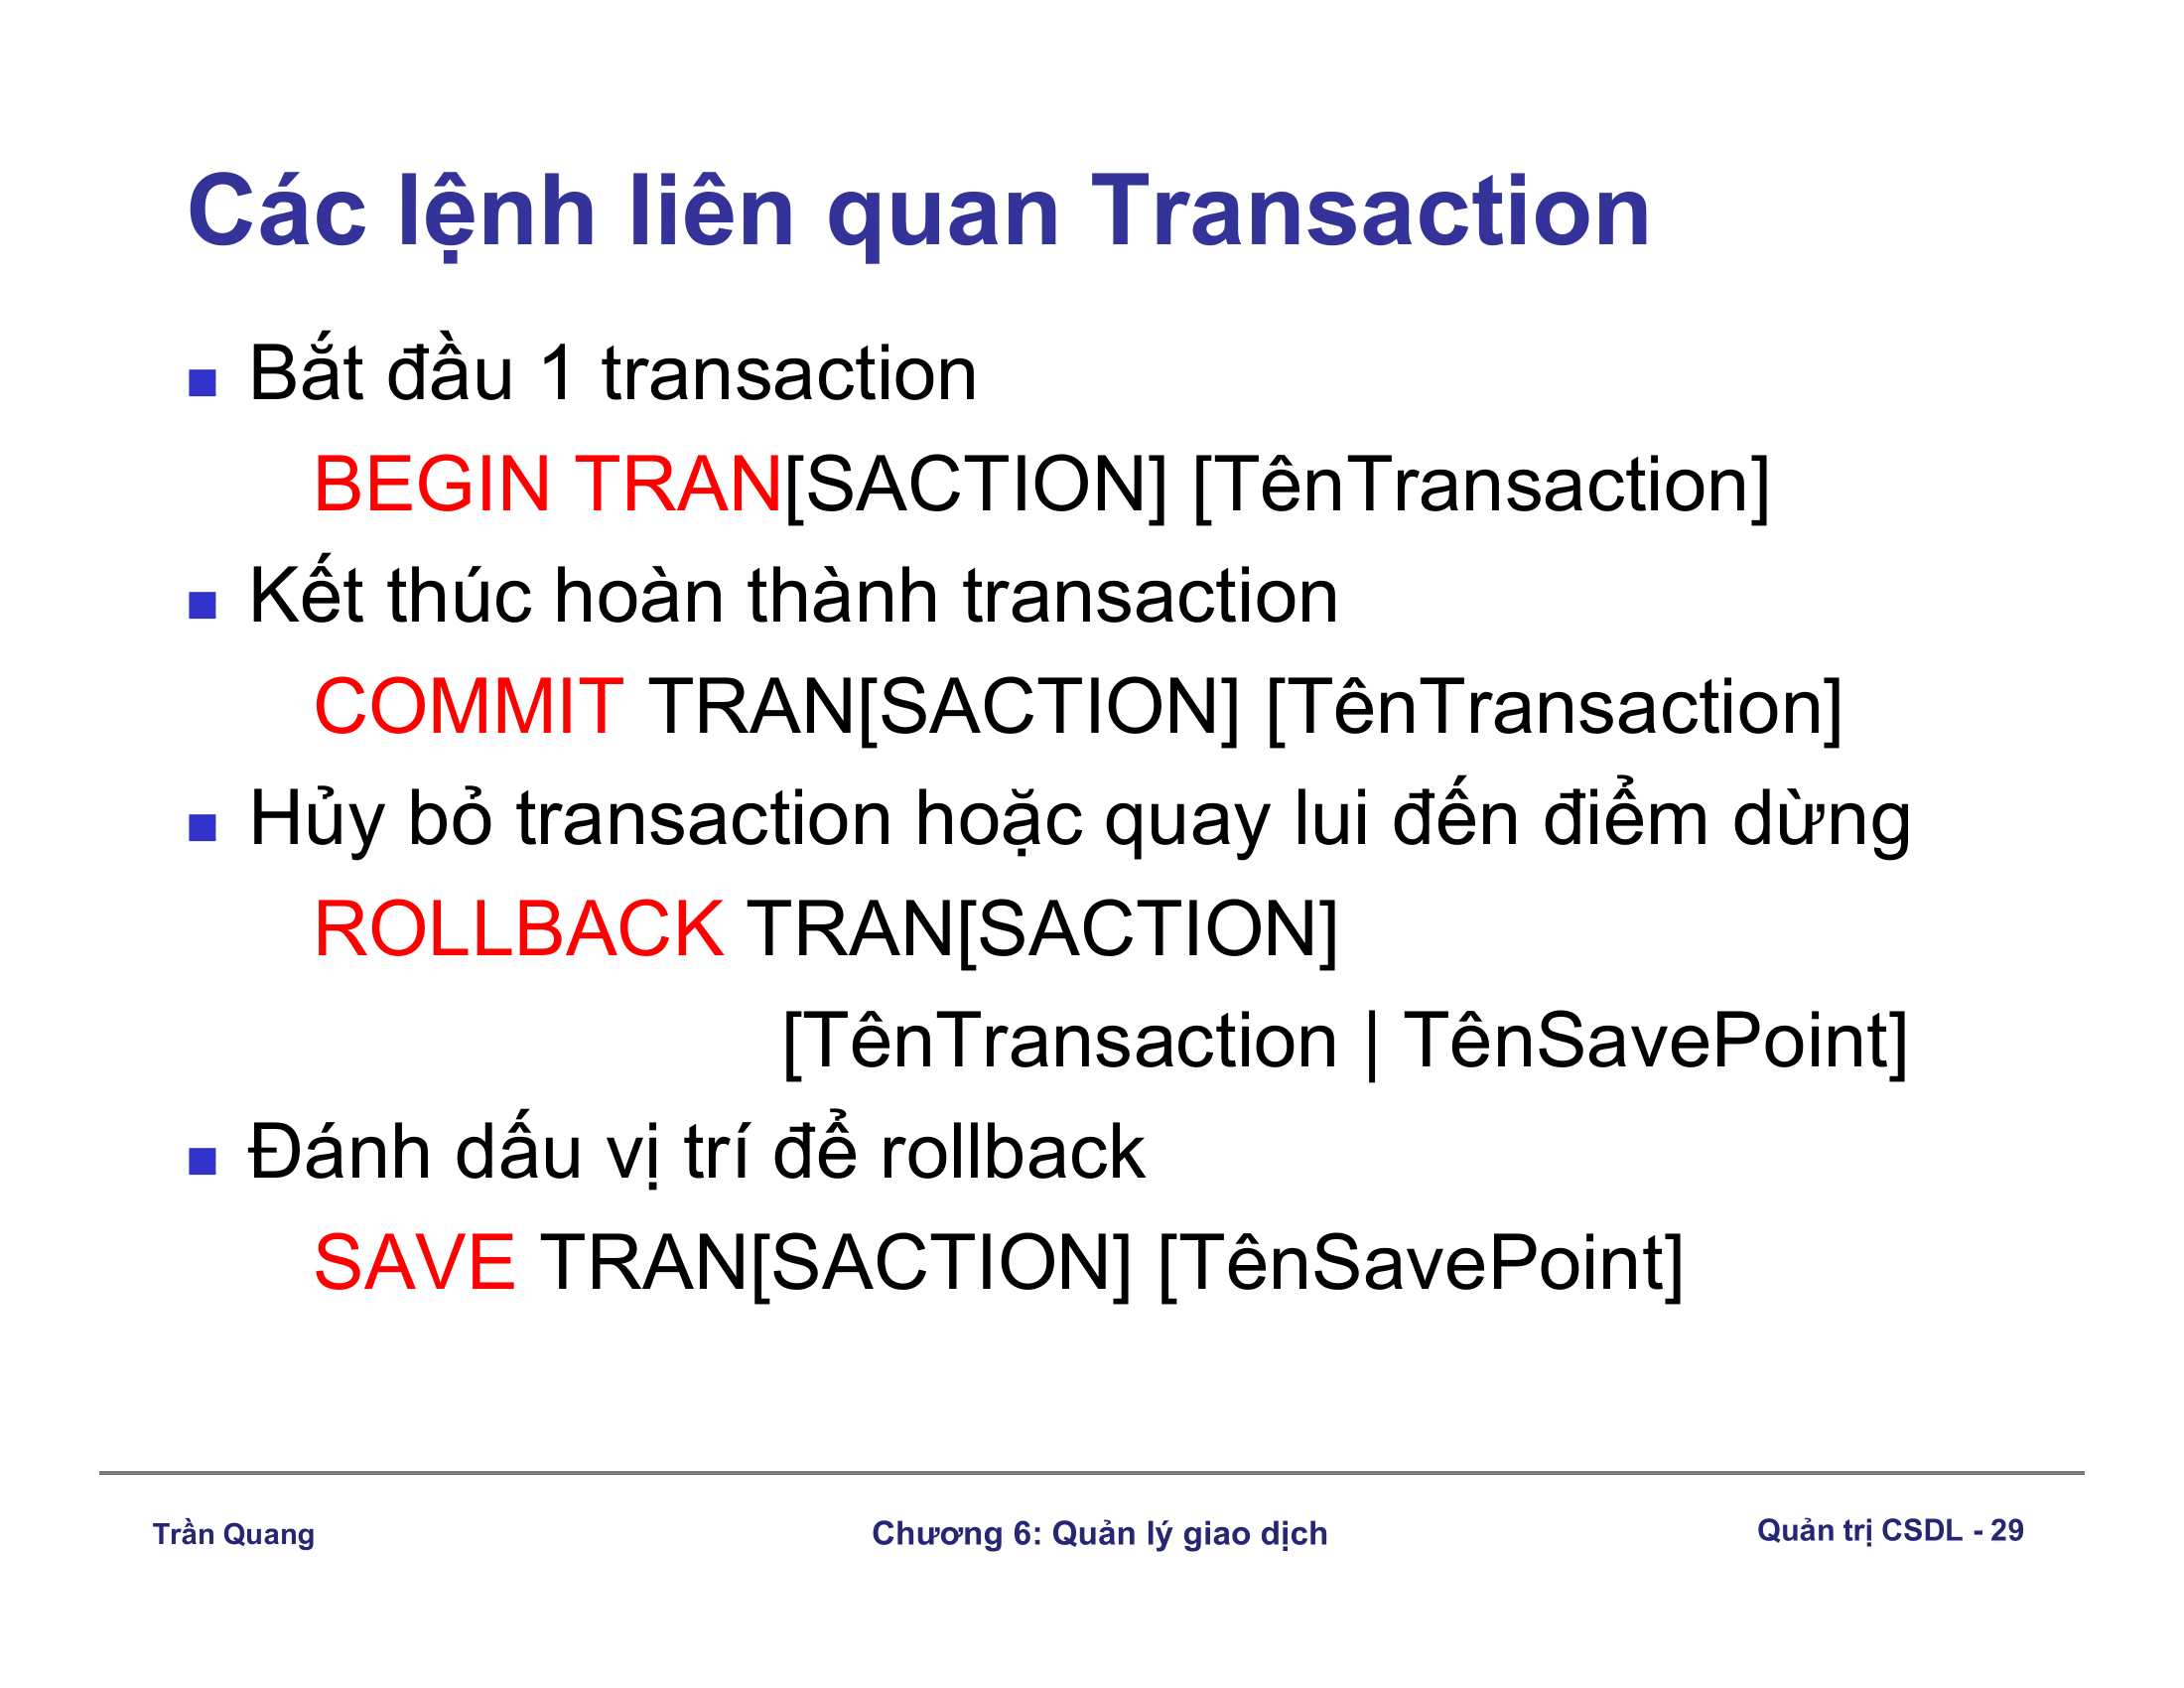 Các lệnh liên quan Transaction
Bắt đầu 1 transaction
BEGIN TRAN[SACTION] [TênTransaction]
Kết thúc hoàn thành transaction
COMMIT TRAN[SACTION] [TênTransaction]
Hủy bỏ transaction hoặc quay lui đến điểm dừng
ROLLBACK TRAN[SACTION]
[TênTransaction | TênSavePoint]
Đánh dấu vị trí để rollback
SAVE TRAN[SACTION] [TênSavePoint]
Trần Quang
Chương 6: Quản lý giao dịch
Quản trị CSDL - 29